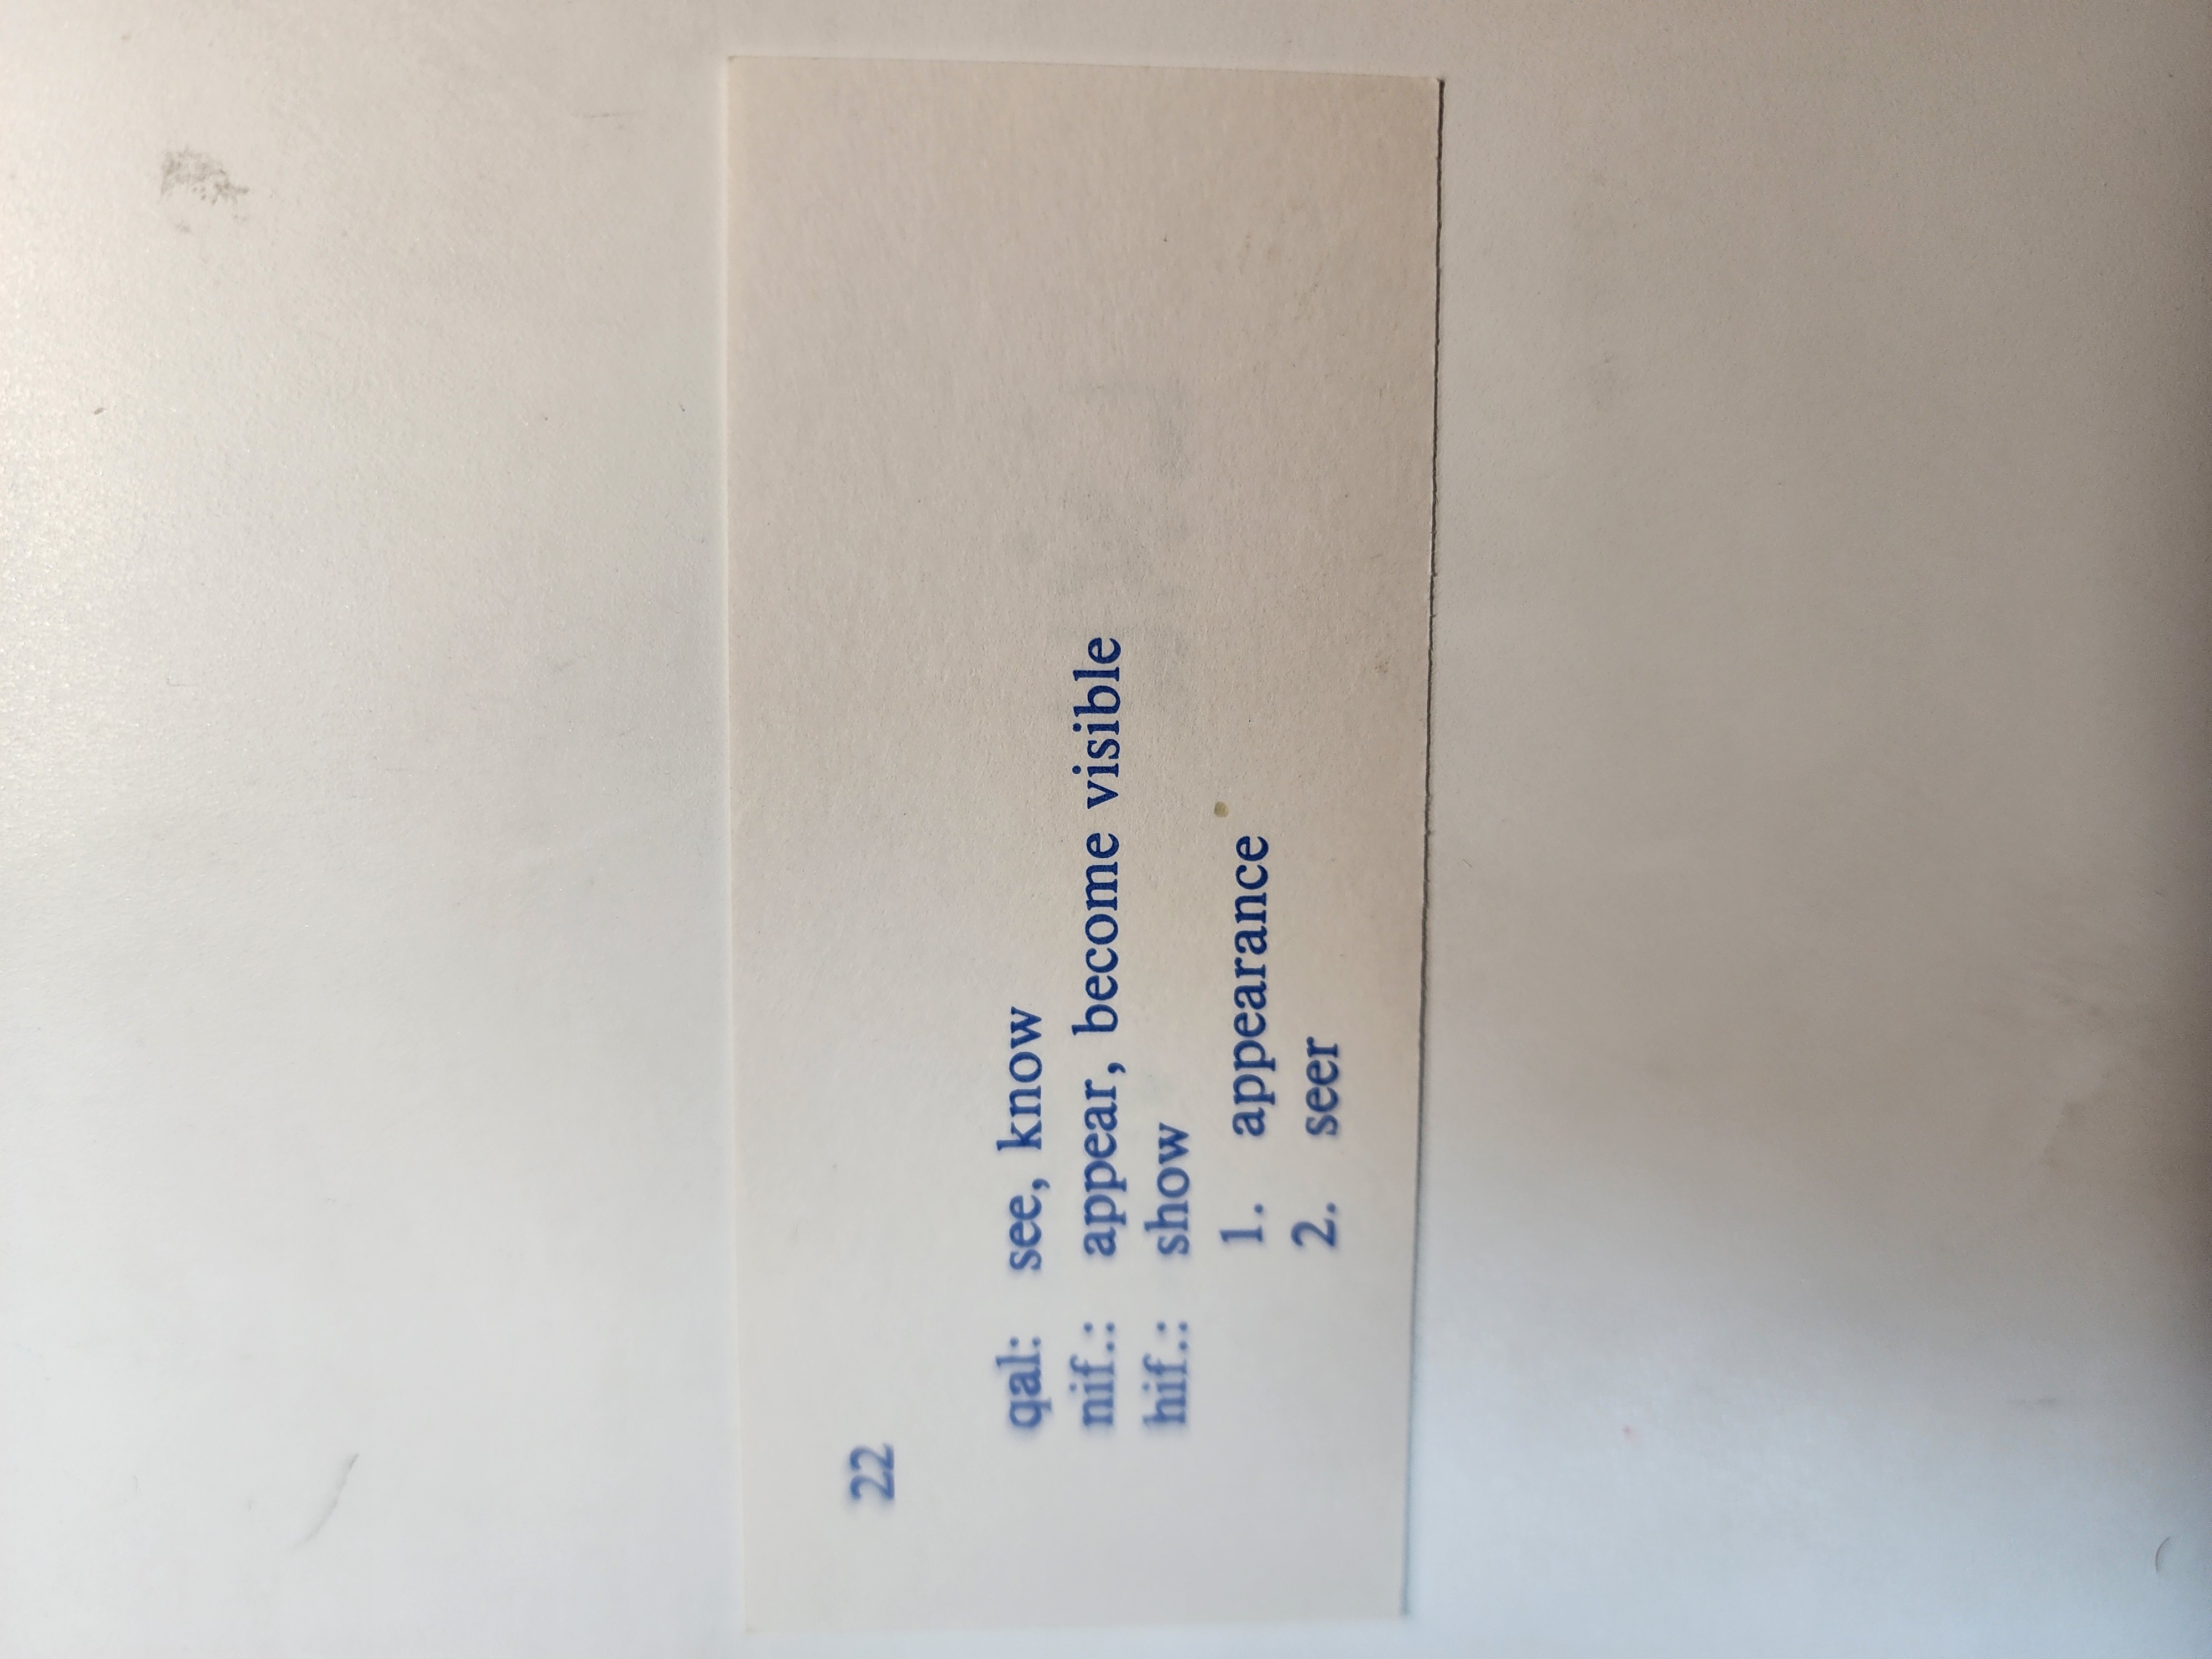 22
qal: see, know
nif.: appear, become visible
hif.: show
1. appearance
2. seer